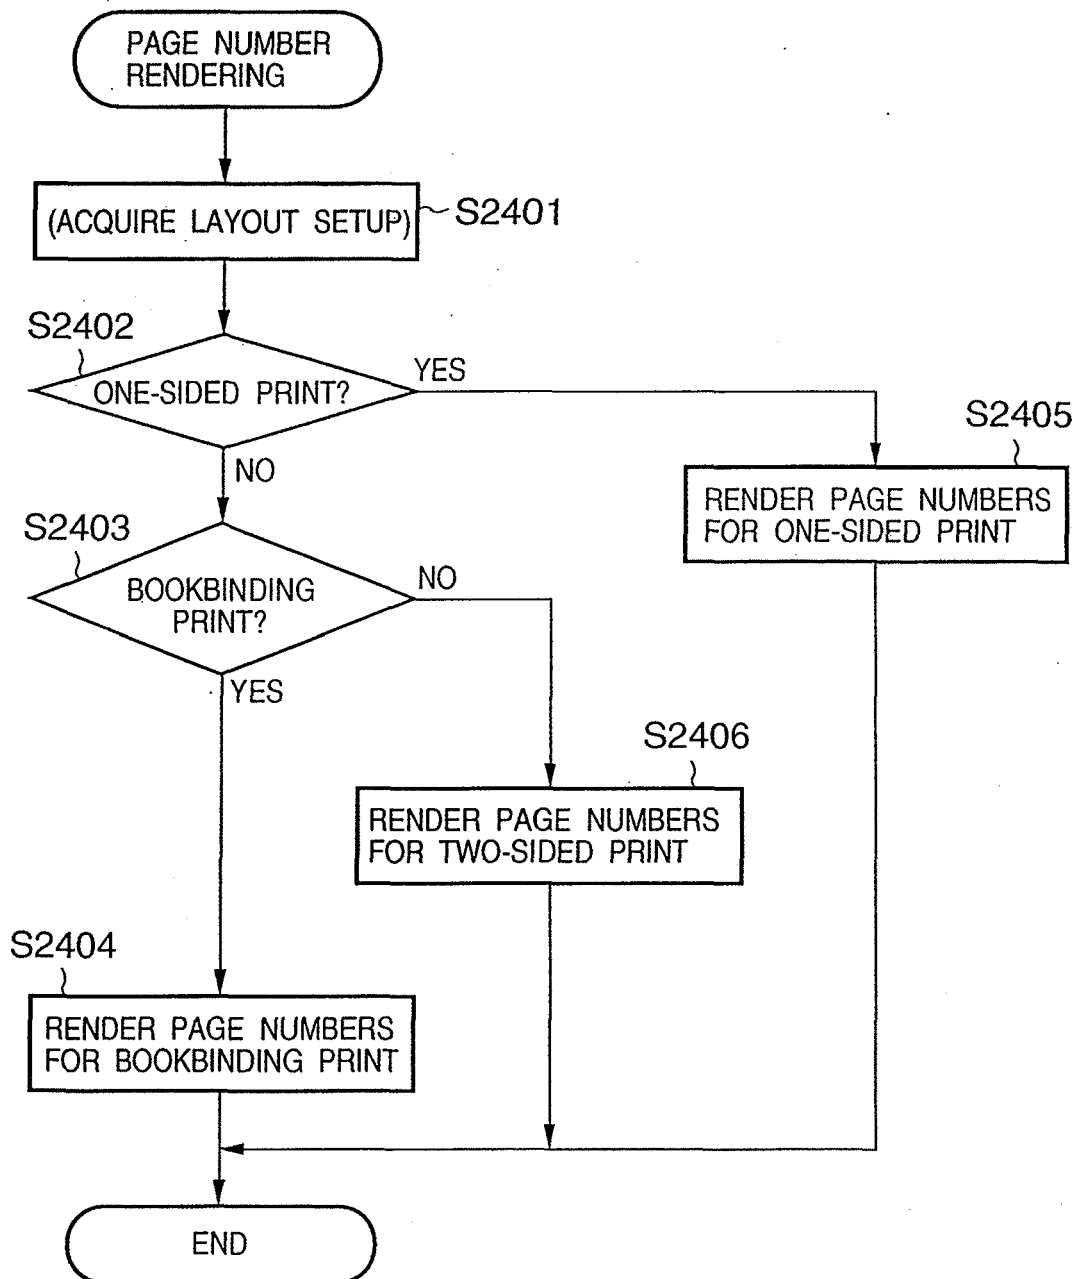 PAGE NUMBER
RENDERING
(ACQUIRE LAYOUT SETUP)
S2401
S2402
ONE-SIDED PRINT?
YES
NO
S2405
RENDER PAGE NUMBERS
FOR ONE-SIDED PRINT
S2403
BOOKBINDING
PRINT?
NO
YES
S2406
RENDER PAGE NUMBERS
FOR TWO-SIDED PRINT
S2404
RENDER PAGE NUMBERS
FOR BOOKBINDING PRINT
END